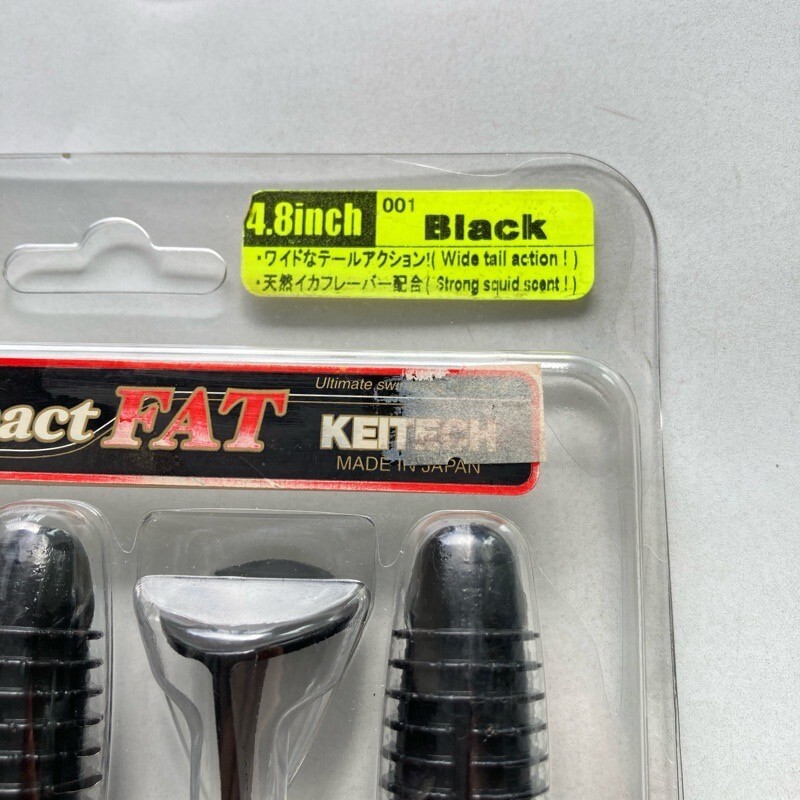 4.8inch 001 Black
・ワイドなテールアクション!( Wide tail action ! )
・天然イカフレーバー配合( Strong squid scent ! )
Ultimate
FAT KEITECH
MADE IN JAPAN